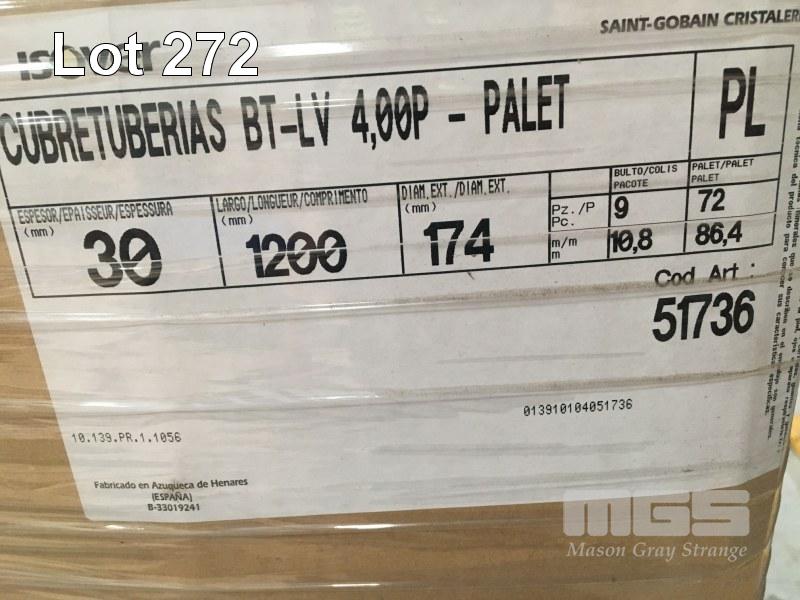 SAINT-GOBAIN CRISTALER
isover
Lot 272
CUBRETUBERIAS BT-LV 4,00P - PALET
PL
ESPESOR/EPAISSEUR/ESPESSURA
(mm)
30
LARGO/LONGUEUR/COMPRIMENTO
(mm)
1200
DIAM.EXT./DIAM.EXT.
(mm)
174
BULTO/COLIS
PACOTE
PALET/PALET
PALET
Pz./P
Pc.
9
72
m/m
m
10,8
86,4
Cod Art :
51736
013910104051736
10.139.PR.1.1056
Fabricado en Azuqueca de Henares
(ESPAÑA)
B-33019241
MGS
Mason Gray Strange